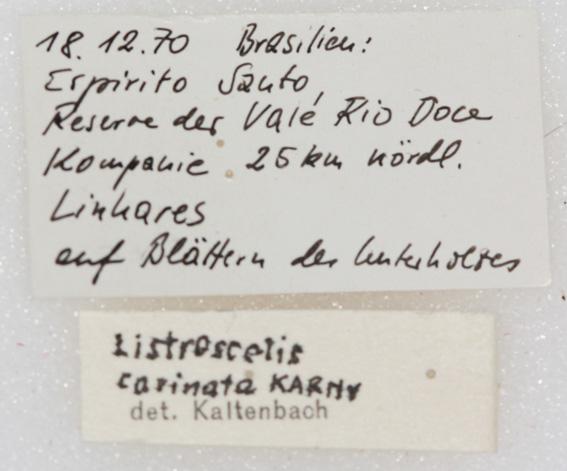 18.12.70 Brasilien:
Espirito Santo,
Reserve der Vale Rio Doce
Kompanie 25 km nördl.
Linhares
auf Blättern des Unterholzes
Listroscelis
carinata KARNY
det. Kaltenbach